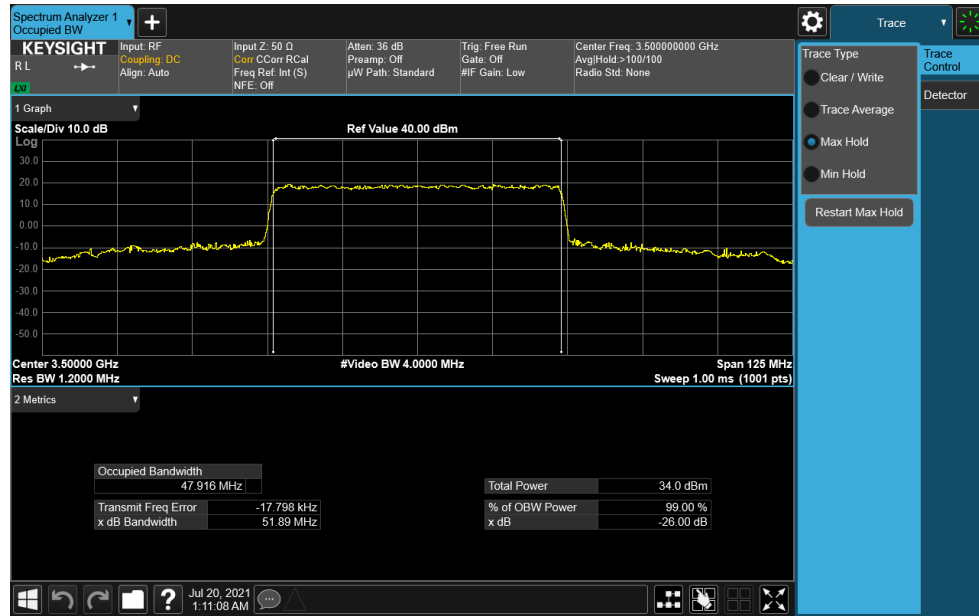 Spectrum Analyzer 1
Occupied BW
+
Trace
KEYSIGHT
R L
LXI
Input: RF
Coupling: DC
Align: Auto
Input Z: 50 Ω
Corr CCorr RCal
Freq Ref: Int (S)
NFE: Off
Atten: 36 dB
Preamp: Off
µW Path: Standard
Trig: Free Run
Gate: Off
#IF Gain: Low
Center Freq: 3.500000000 GHz
Avg|Hold:>100/100
Radio Std: None
Trace Type
Clear / Write
Trace Average
Max Hold
Min Hold
Restart Max Hold
Trace
Control
Detector
1 Graph
Scale/Div 10.0 dB
Ref Value 40.00 dBm
Log
30.0
20.0
10.0
0.00
-10.0
-20.0
-30.0
-40.0
-50.0
Center 3.50000 GHz
#Video BW 4.0000 MHz
Span 125 MHz
Res BW 1.2000 MHz
Sweep 1.00 ms (1001 pts)
2 Metrics
Occupied Bandwidth
47.916 MHz
Total Power 34.0 dBm
Transmit Freq Error -17.798 kHz
% of OBW Power 99.00 %
x dB Bandwidth 51.89 MHz
x dB -26.00 dB
?
Jul 20, 2021
1:11:08 AM